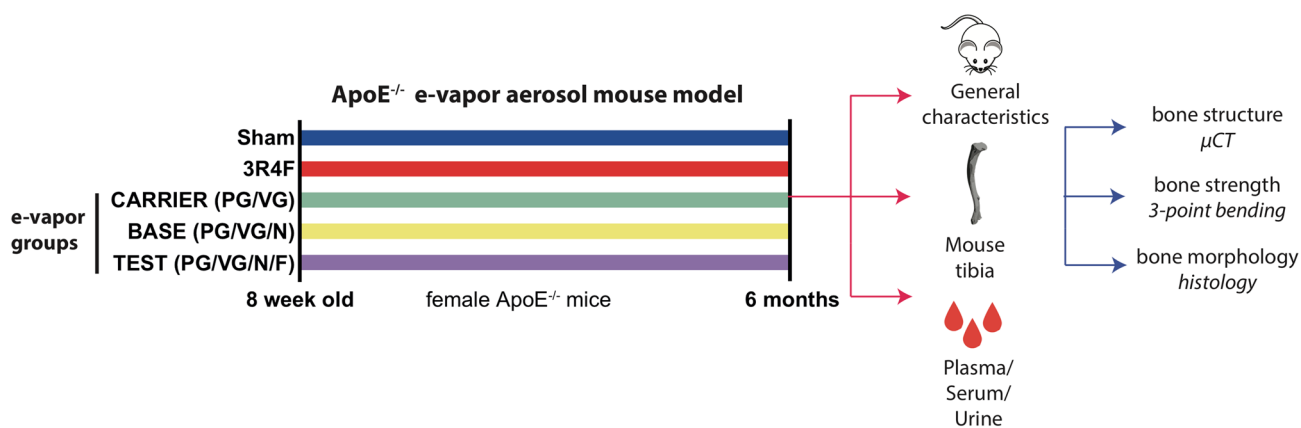 ApoE-/- e-vapor aerosol mouse model
Sham
3R4F
CARRIER (PG/VG)
BASE (PG/VG/N)
TEST (PG/VG/N/F)
e-vapor
groups
8 week old
female ApoE-/- mice
6 months
General
characteristics
Mouse
tibia
Plasma/
Serum/
Urine
bone structure
µCT
bone strength
3-point bending
bone morphology
histology